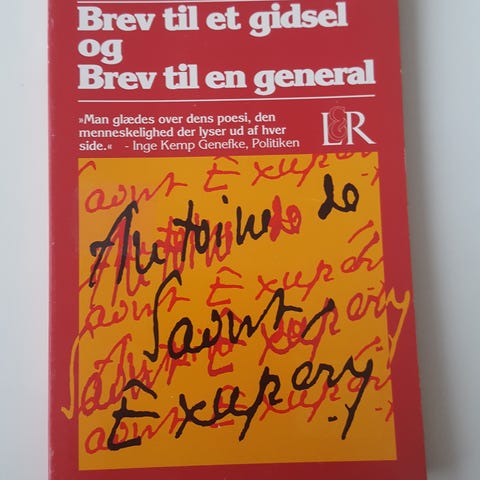 Brev til et gidsel
og
Brev til en general
»Man glædes over dens poesi, den
menneskelighed der lyser ud af hver
side.« - Inge Kemp Genefke, Politiken
L&R
Antoine de
Saint
Exupéry